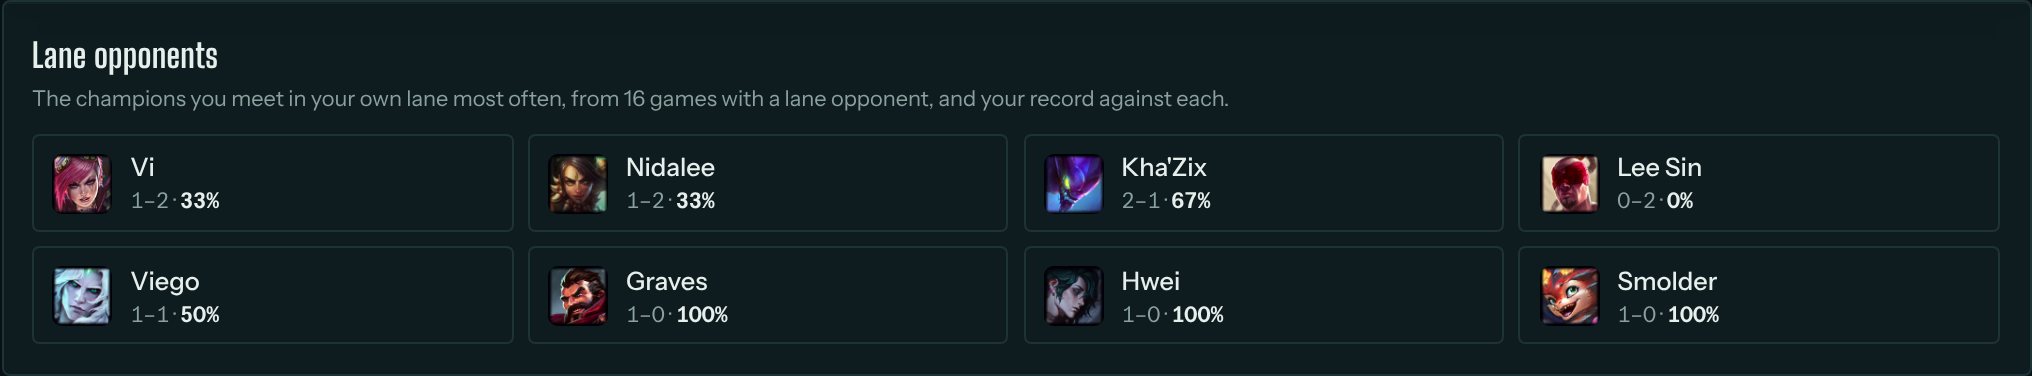 Lane opponents
The champions you meet in your own lane most often, from 16 games with a lane opponent, and your record against each.
Vi
1–2 · 33%
Nidalee
1–2 · 33%
Kha'Zix
2–1 · 67%
Lee Sin
0–2 · 0%
Viego
1–1 · 50%
Graves
1–0 · 100%
Hwei
1–0 · 100%
Smolder
1–0 · 100%